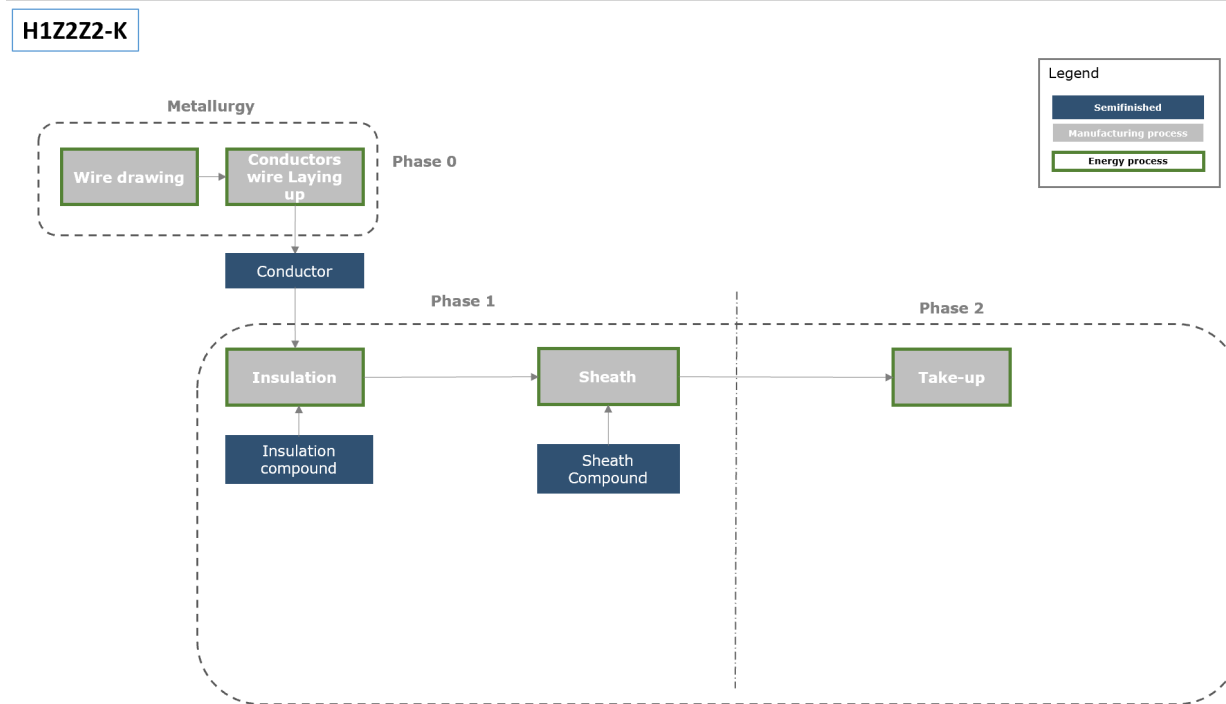 H1Z2Z2-K
Legend
Semifinished
Manufacturing process
Energy process
Metallurgy
Phase 0
Wire drawing
Conductors
wire Laying
up
Conductor
Phase 1
Phase 2
Insulation
Sheath
Take-up
Insulation
compound
Sheath
Compound